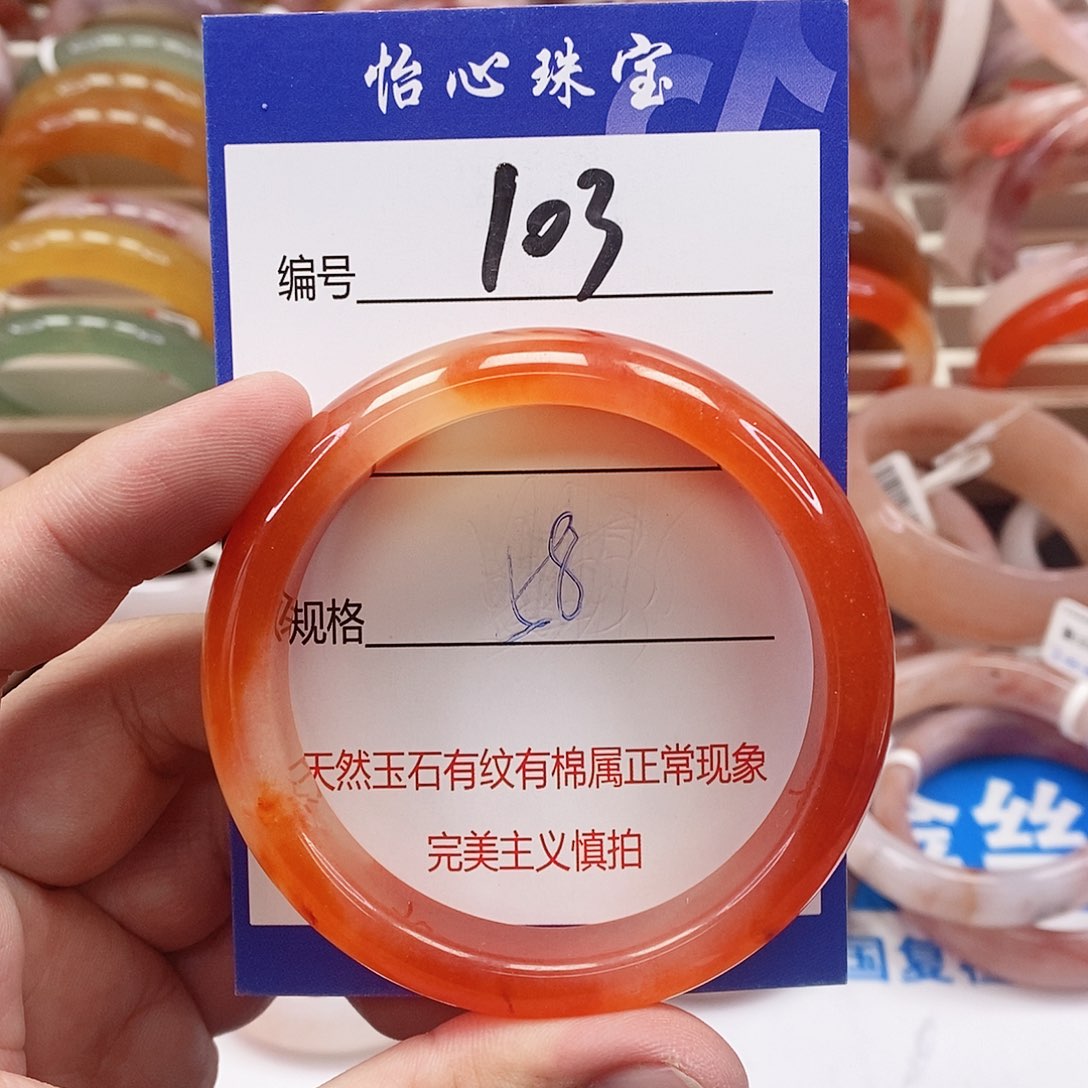 怡心珠宝
编号 103
规格 58
天然玉石有纹有棉属正常现象
完美主义慎拍